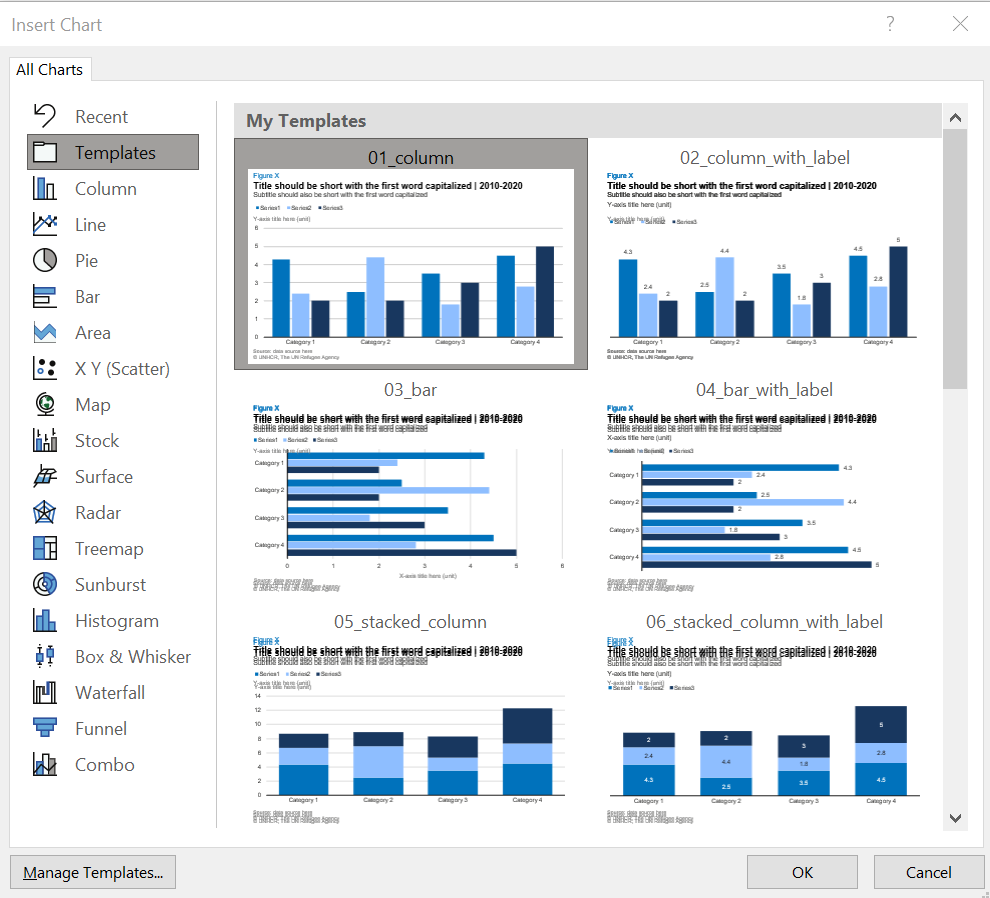 Insert Chart
?
All Charts
Recent
Templates
Column
Line
Pie
Bar
Area
X Y (Scatter)
Map
Stock
Surface
Radar
Treemap
Sunburst
Histogram
Box & Whisker
Waterfall
Funnel
Combo
My Templates
01_column
Figure X
Title should be short with the first word capitalized | 2010-2020
Subtitle should also be short with the first word capitalized
Series1 Series2 Series3
Y-axis title here (unit)
6
5
4
3
2
1
0
Category 1 Category 2 Category 3 Category 4
Source: data source here
© UNHCR, The UN Refugee Agency
02_column_with_label
Figure X
Title should be short with the first word capitalized | 2010-2020
Subtitle should also be short with the first word capitalized
Y-axis title here (unit)
Y-axis title here (unit)
Series1 Series2 Series3
4.3 2.4 2 2.5 4.4 2 3.5 1.8 3 4.5 2.8 5
Category 1 Category 2 Category 3 Category 4
Source: data source here
© UNHCR, The UN Refugee Agency
03_bar
Figure X
Title should be short with the first word capitalized | 2010-2020
Subtitle should also be short with the first word capitalized
Series1 Series2 Series3
Y-axis title here (unit)
Category 1
Category 2
Category 3
Category 4
0 1 2 3 4 5 6
X-axis title here (unit)
Source: data source here
© UNHCR, The UN Refugee Agency
04_bar_with_label
Figure X
Title should be short with the first word capitalized | 2010-2020
Subtitle should also be short with the first word capitalized
X-axis title here (unit)
Series3
Category 1 4.3 2.4 2
Category 2 2.5 4.4 2
Category 3 3.5 1.8 3
Category 4 4.5 2.8 5
Source: data source here
© UNHCR, The UN Refugee Agency
05_stacked_column
Figure X
Title should be short with the first word capitalized | 2010-2020
Subtitle should also be short with the first word capitalized
Series1 Series2 Series3
Y-axis title here (unit)
14
12
10
8
6
4
2
0
Category 1 Category 2 Category 3 Category 4
Source: data source here
© UNHCR, The UN Refugee Agency
06_stacked_column_with_label
Figure X
Title should be short with the first word capitalized | 2010-2020
Subtitle should also be short with the first word capitalized
Y-axis title here (unit)
Y-axis title here (unit)
Series1 Series2 Series3
2 2 3 5
2.4 4.4 1.8 2.8
4.3 2.5 3.5 4.5
Category 1 Category 2 Category 3 Category 4
Source: data source here
© UNHCR, The UN Refugee Agency
Manage Templates...
OK
Cancel